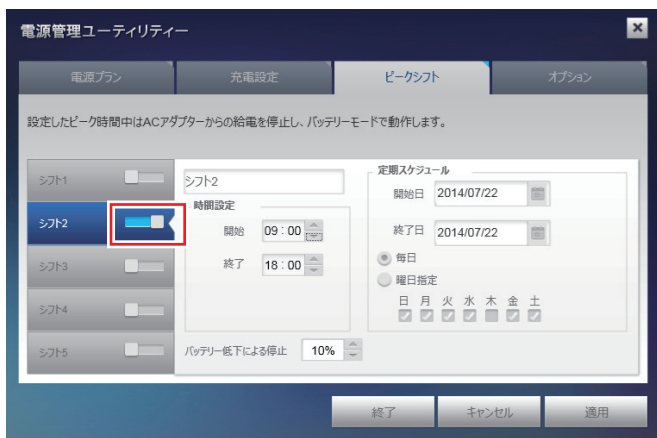 電源管理ユーティリティー
電源プラン 充電設定 ピークシフト オプション
設定したピーク時間中はACアダプターからの給電を停止し、バッテリーモードで動作します。
シフト1
シフト2
シフト3
シフト4
シフト5
シフト2
時間設定
開始 09：00
終了 18：00
バッテリー低下による停止 10%
定期スケジュール
開始日 2014/07/22
終了日 2014/07/22
毎日
曜日指定
日 月 火 水 木 金 土
終了 キャンセル 適用